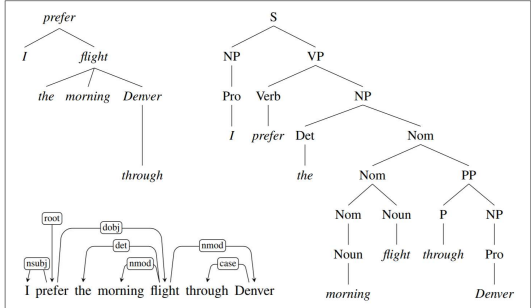 prefer
I flight
the morning Denver
through
S
NP VP
Pro Verb NP
I prefer Det Nom
the Nom PP
Nom Noun P NP
Noun flight through Pro
morning Denver
root
dobj
det nmod
nsubj nmod case
I prefer the morning flight through Denver